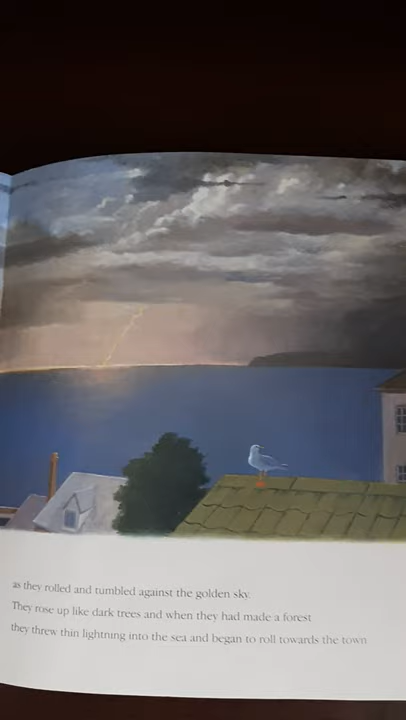 as they rolled and tumbled against the golden sky.
They rose up like dark trees and when they had made a forest
they threw thin lightning into the sea and began to roll towards the town